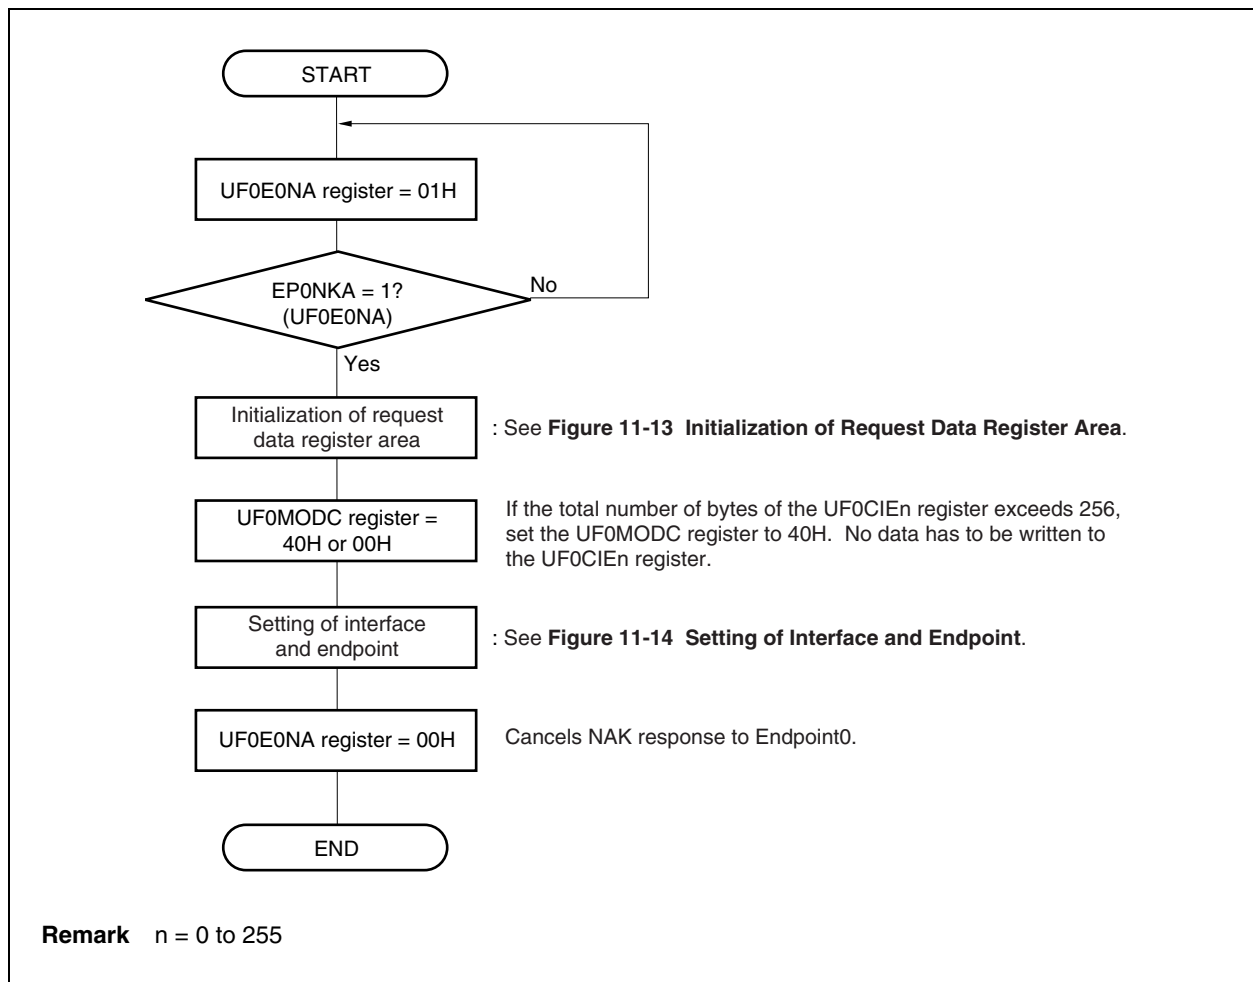 START
UF0E0NA register = 01H
EP0NKA = 1?
(UF0E0NA)
No
Yes
Initialization of request
data register area
: See Figure 11-13  Initialization of Request Data Register Area.
UF0MODC register =
40H or 00H
If the total number of bytes of the UF0CIEn register exceeds 256,
set the UF0MODC register to 40H.  No data has to be written to
the UF0CIEn register.
Setting of interface
and endpoint
: See Figure 11-14  Setting of Interface and Endpoint.
UF0E0NA register = 00H
Cancels NAK response to Endpoint0.
END
Remark  n = 0 to 255